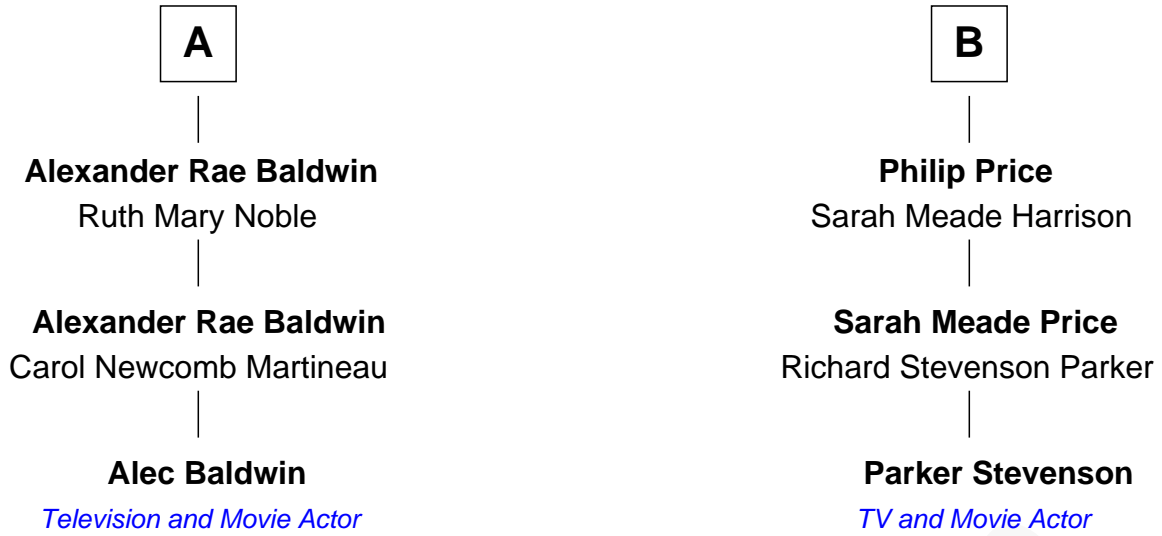 A
Alexander Rae Baldwin
Ruth Mary Noble
Alexander Rae Baldwin
Carol Newcomb Martineau
Alec Baldwin
Television and Movie Actor
B
Philip Price
Sarah Meade Harrison
Sarah Meade Price
Richard Stevenson Parker
Parker Stevenson
TV and Movie Actor